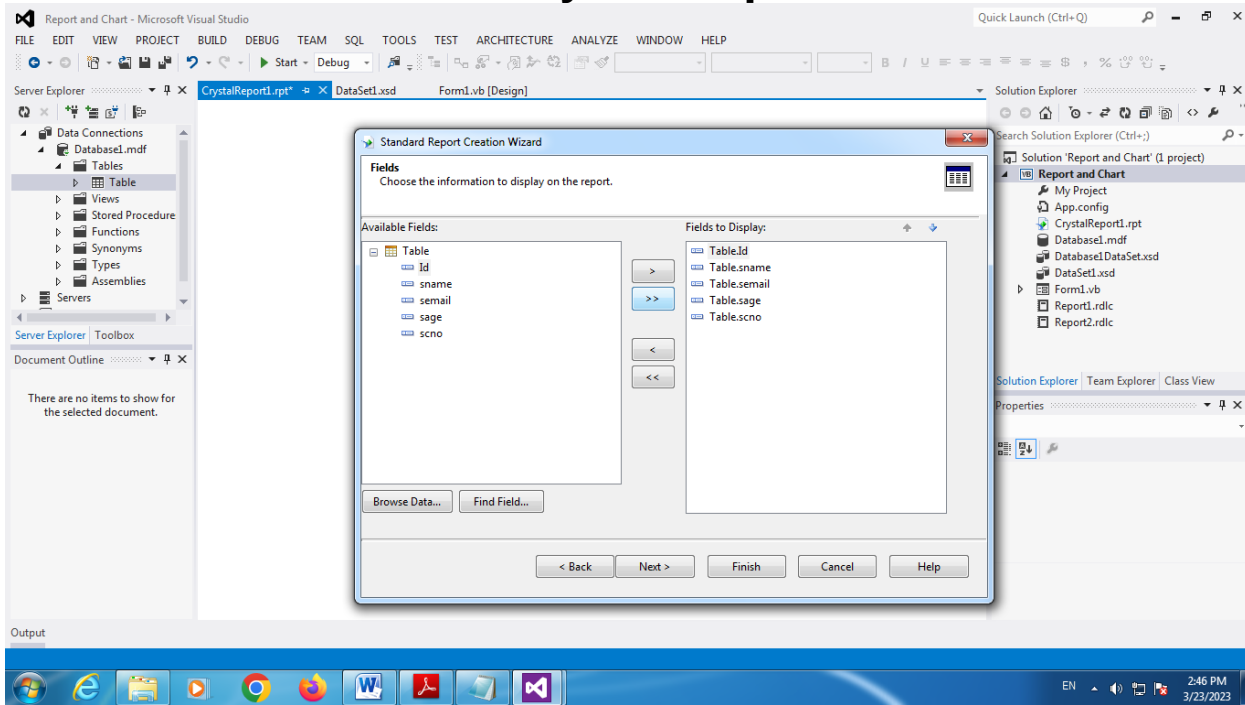 Report and Chart - Microsoft Visual Studio
Quick Launch (Ctrl+Q)
FILE EDIT VIEW PROJECT BUILD DEBUG TEAM SQL TOOLS TEST ARCHITECTURE ANALYZE WINDOW HELP
Start - Debug
Server Explorer
CrystalReport1.rpt*
DataSet1.xsd
Form1.vb [Design]
Data Connections
Database1.mdf
Tables
Table
Views
Stored Procedure
Functions
Synonyms
Types
Assemblies
Servers
Server Explorer Toolbox
Document Outline
There are no items to show for
the selected document.
Standard Report Creation Wizard
Fields
Choose the information to display on the report.
Available Fields:
Table
Id
sname
semail
sage
scno
>
>>
<
<<
Fields to Display:
Table.Id
Table.sname
Table.semail
Table.sage
Table.scno
Browse Data... Find Field...
< Back Next > Finish Cancel Help
Solution Explorer
Search Solution Explorer (Ctrl+;)
Solution 'Report and Chart' (1 project)
Report and Chart
My Project
App.config
CrystalReport1.rpt
Database1.mdf
Database1DataSet.xsd
DataSet1.xsd
Form1.vb
Report1.rdlc
Report2.rdlc
Solution Explorer Team Explorer Class View
Properties
Output
EN
2:46 PM
3/23/2023